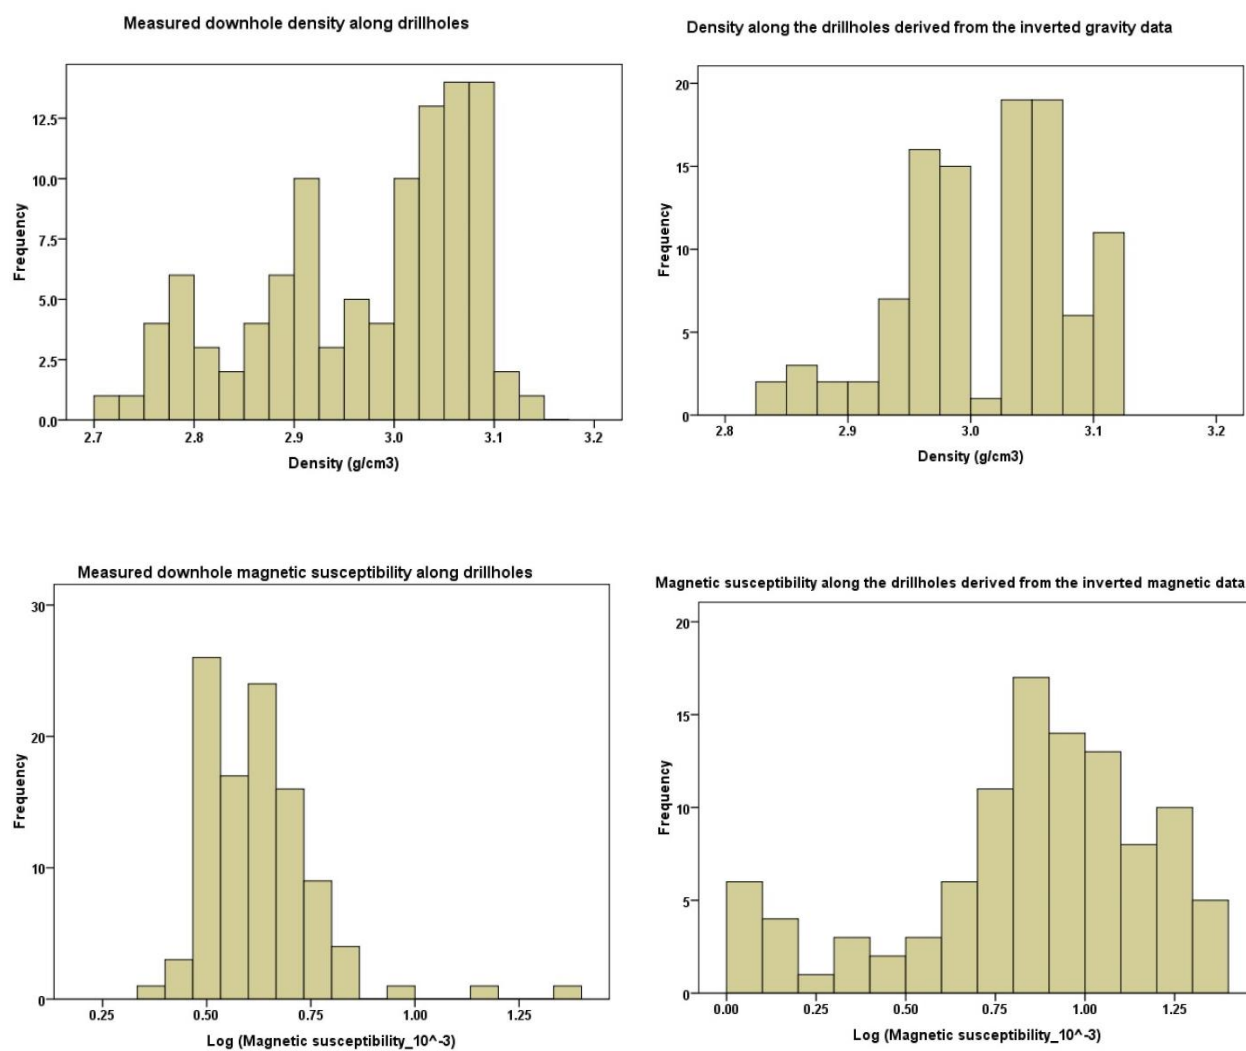 Measured downhole density along drillholes
Frequency
12.5
10.0
7.5
5.0
2.5
0.0
2.7 2.8 2.9 3.0 3.1 3.2
Density (g/cm3)
Density along the drillholes derived from the inverted gravity data
Frequency
20
15
10
5
0
2.8 2.9 3.0 3.1 3.2
Density (g/cm3)
Measured downhole magnetic susceptibility along drillholes
Frequency
30
20
10
0
0.25 0.50 0.75 1.00 1.25
Log (Magnetic susceptibility_10^-3)
Magnetic susceptibility along the drillholes derived from the inverted magnetic data
Frequency
20
15
10
5
0
0.00 0.25 0.50 0.75 1.00 1.25
Log (Magnetic susceptibility_10^-3)